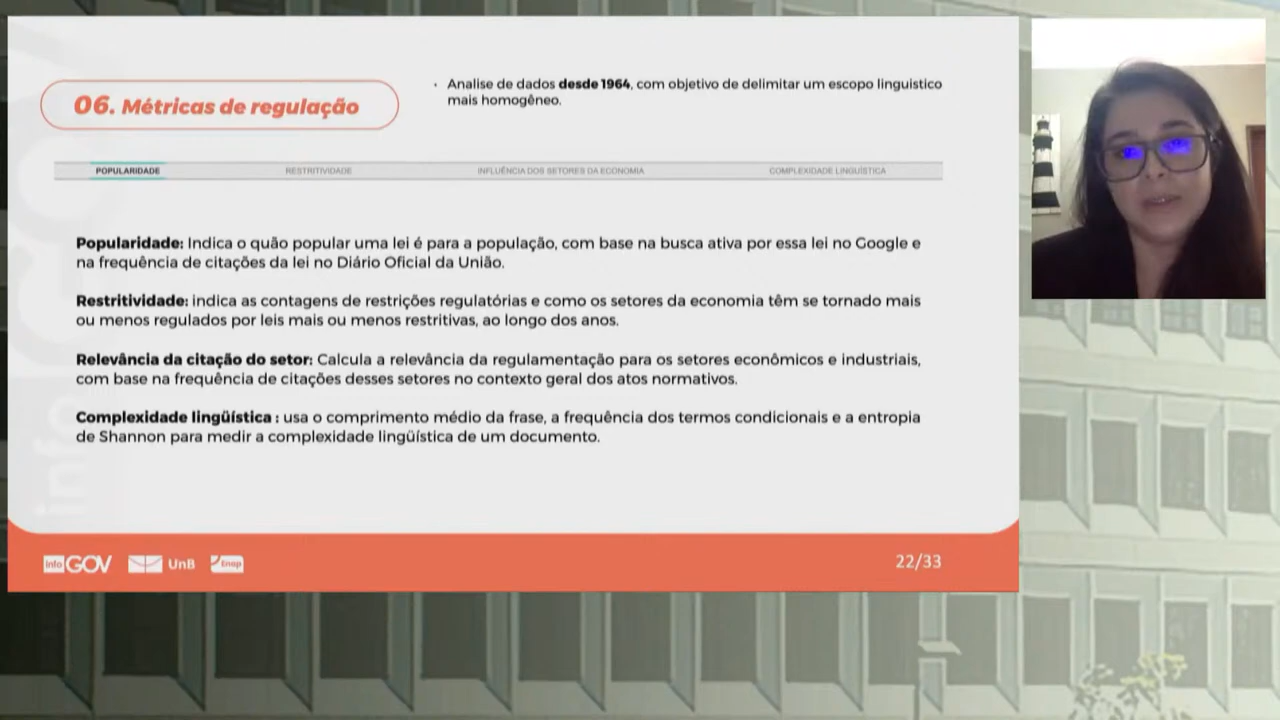 06. Métricas de regulação
· Analise de dados desde 1964, com objetivo de delimitar um escopo linguistico
mais homogêneo.
POPULARIDADE
RESTRITIVIDADE
INFLUÊNCIA DOS SETORES DA ECONOMIA
COMPLEXIDADE LINGUÍSTICA
Popularidade: Indica o quão popular uma lei é para a população, com base na busca ativa por essa lei no Google e
na frequência de citações da lei no Diário Oficial da União.
Restritividade: indica as contagens de restrições regulatórias e como os setores da economia têm se tornado mais
ou menos regulados por leis mais ou menos restritivas, ao longo dos anos.
Relevância da citação do setor: Calcula a relevância da regulamentação para os setores econômicos e industriais,
com base na frequência de citações desses setores no contexto geral dos atos normativos.
Complexidade lingüística : usa o comprimento médio da frase, a frequência dos termos condicionais e a entropia
de Shannon para medir a complexidade lingüística de um documento.
info GOV
UnB
Enap
22/33